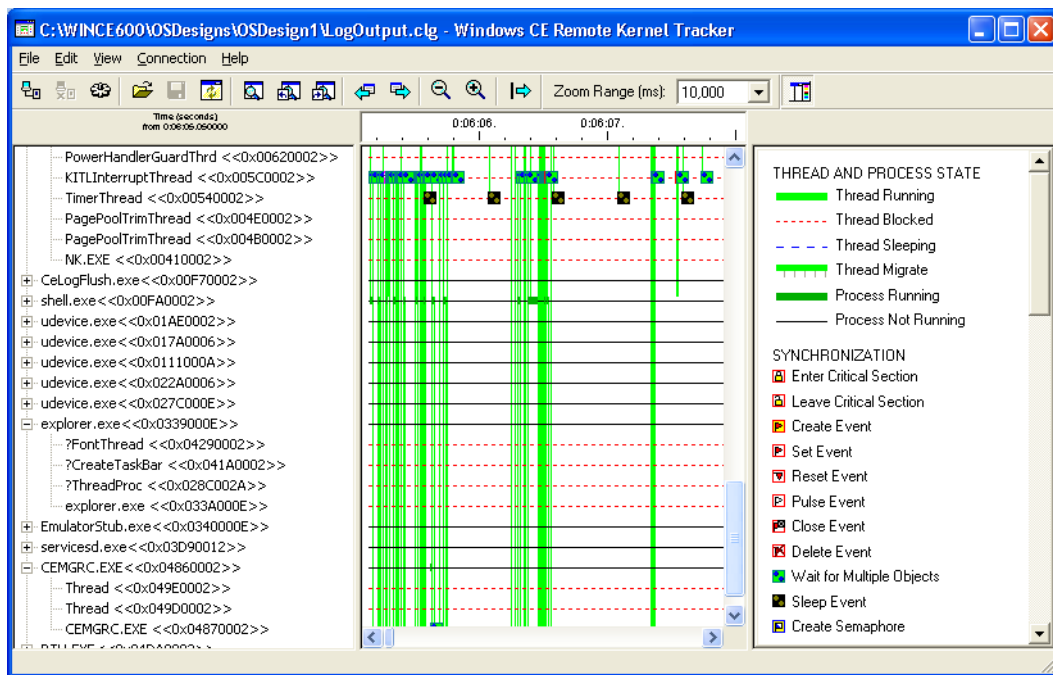 C:\WINCE600\OSDesigns\OSDesign1\LogOutput.clg - Windows CE Remote Kernel Tracker
File Edit View Connection Help
Zoom Range (ms): 10,000
Time (seconds)
from 0:06:05.050000
0:06:06. 0:06:07.
PowerHandlerGuardThrd <<0x00620002>>
KITLInterruptThread <<0x005C0002>>
TimerThread <<0x00540002>>
PagePoolTrimThread <<0x004E0002>>
PagePoolTrimThread <<0x004B0002>>
NK.EXE <<0x00410002>>
CeLogFlush.exe<<0x00F70002>>
shell.exe<<0x00FA0002>>
udevice.exe<<0x01AE0002>>
udevice.exe<<0x017A0006>>
udevice.exe<<0x0111000A>>
udevice.exe<<0x022A0006>>
udevice.exe<<0x027C000E>>
explorer.exe<<0x0339000E>>
?FontThread <<0x04290002>>
?CreateTaskBar <<0x041A0002>>
?ThreadProc <<0x028C002A>>
explorer.exe <<0x033A000E>>
EmulatorStub.exe<<0x0340000E>>
servicesd.exe<<0x03D90012>>
CEMGRC.EXE<<0x04860002>>
Thread <<0x049E0002>>
Thread <<0x049D0002>>
CEMGRC.EXE <<0x04870002>>
THREAD AND PROCESS STATE
Thread Running
Thread Blocked
Thread Sleeping
Thread Migrate
Process Running
Process Not Running
SYNCHRONIZATION
Enter Critical Section
Leave Critical Section
Create Event
Set Event
Reset Event
Pulse Event
Close Event
Delete Event
Wait for Multiple Objects
Sleep Event
Create Semaphore